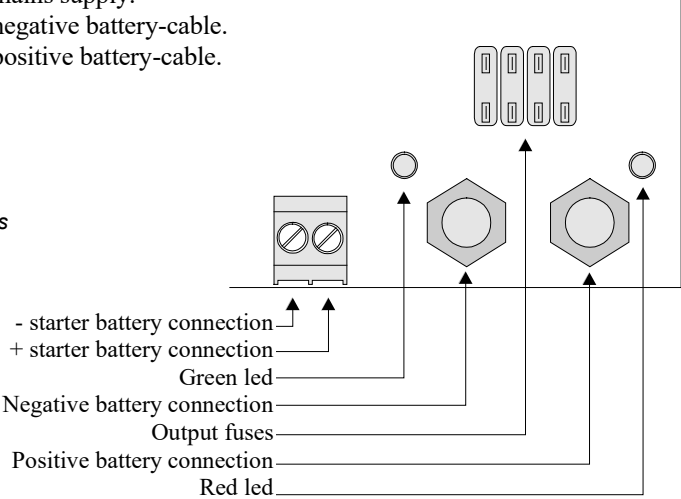 supply.
negative battery-cable.
positive battery-cable.
- starter battery connection
+ starter battery connection
Green led
Negative battery connection
Output fuses
Positive battery connection
Red led